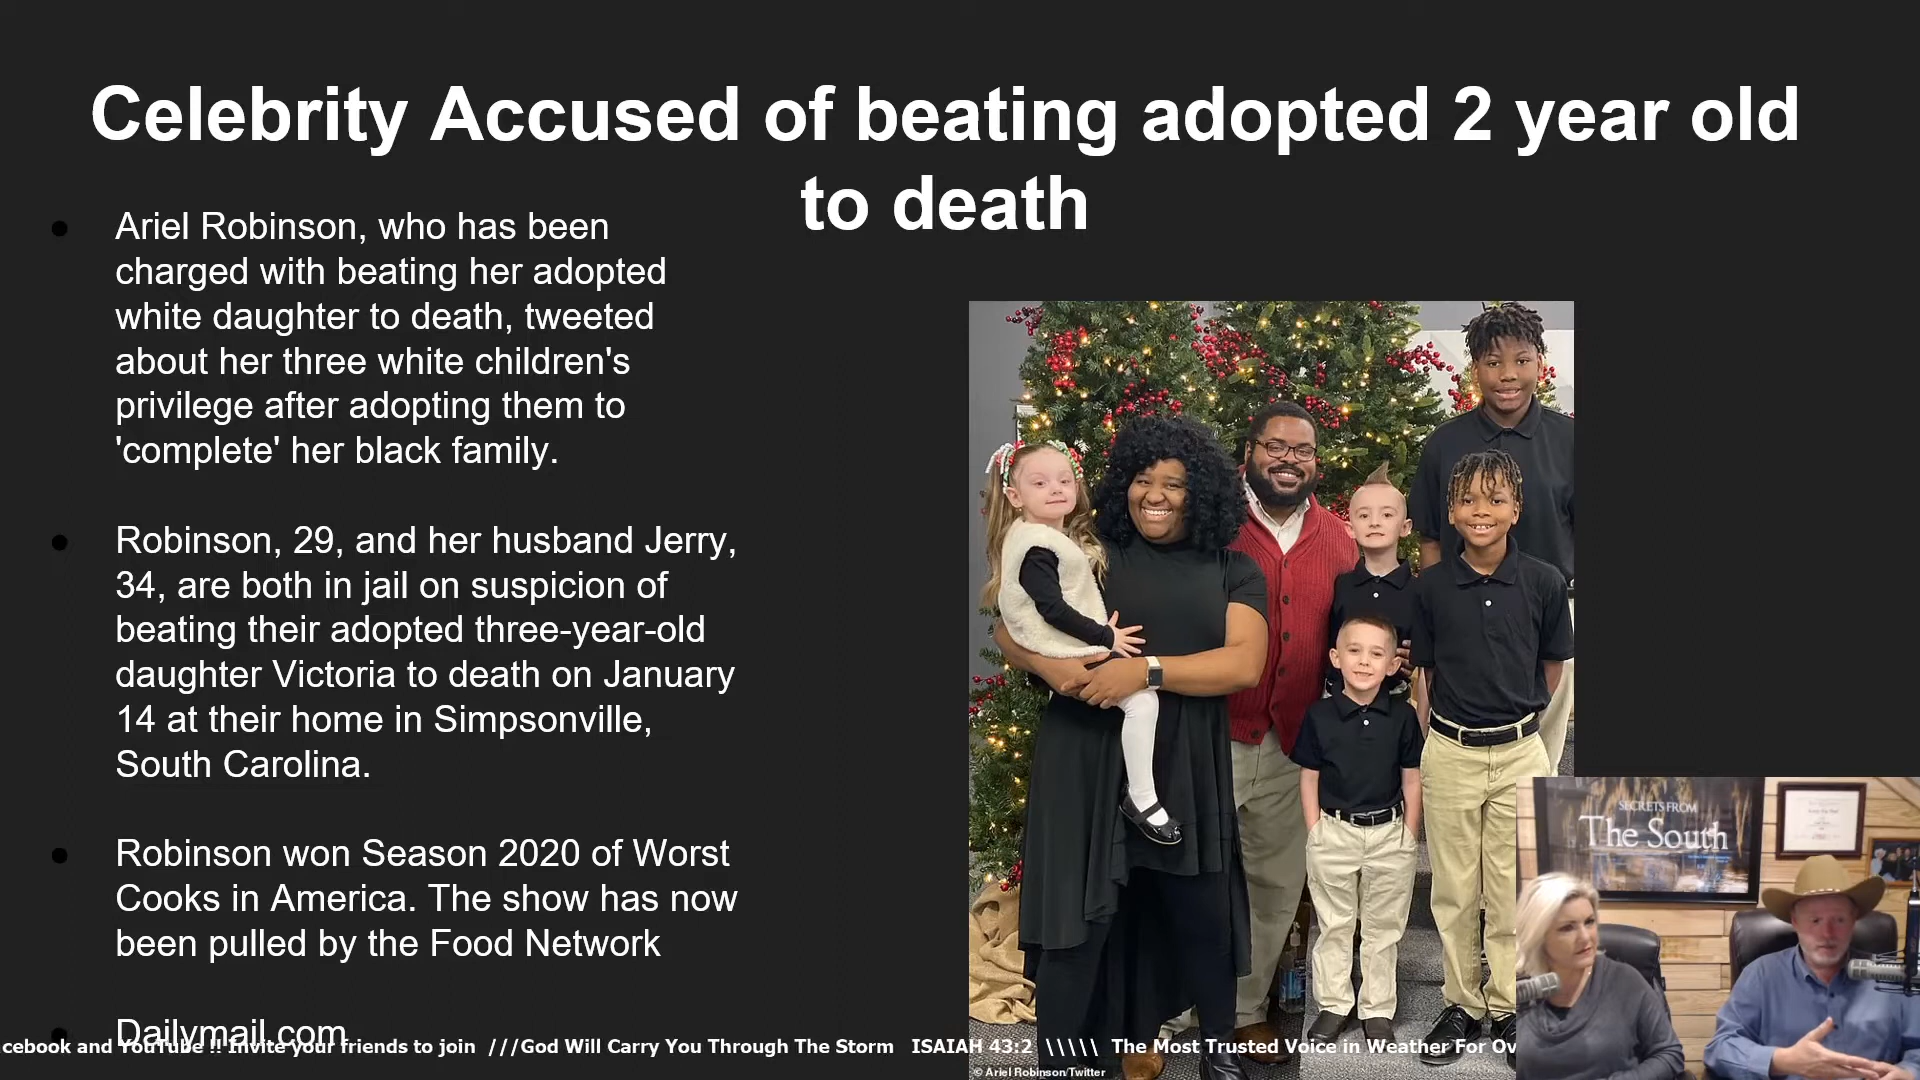 Celebrity Accused of beating adopted 2 year old
to death
Ariel Robinson, who has been
charged with beating her adopted
white daughter to death, tweeted
about her three white children's
privilege after adopting them to
'complete' her black family.
Robinson, 29, and her husband Jerry,
34, are both in jail on suspicion of
beating their adopted three-year-old
daughter Victoria to death on January
14 at their home in Simpsonville,
South Carolina.
Robinson won Season 2020 of Worst
Cooks in America. The show has now
been pulled by the Food Network
Dailymail.com
SECRETS FROM
The South
cebook and YouTube !! Invite your friends to join ///God Will Carry You Through The Storm ISAIAH 43:2 \\\\\ The Most Trusted Voice in Weather For Ov
© Ariel Robinson/Twitter